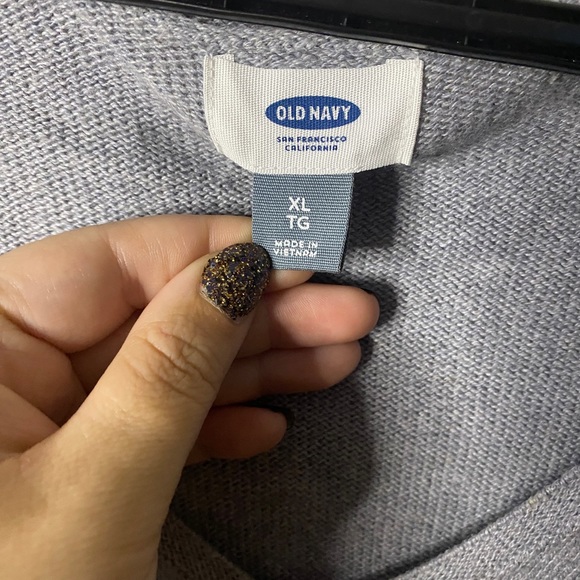 OLD NAVY
SAN FRANCISCO
CALIFORNIA
XL
TG
MADE IN
VIETNAM